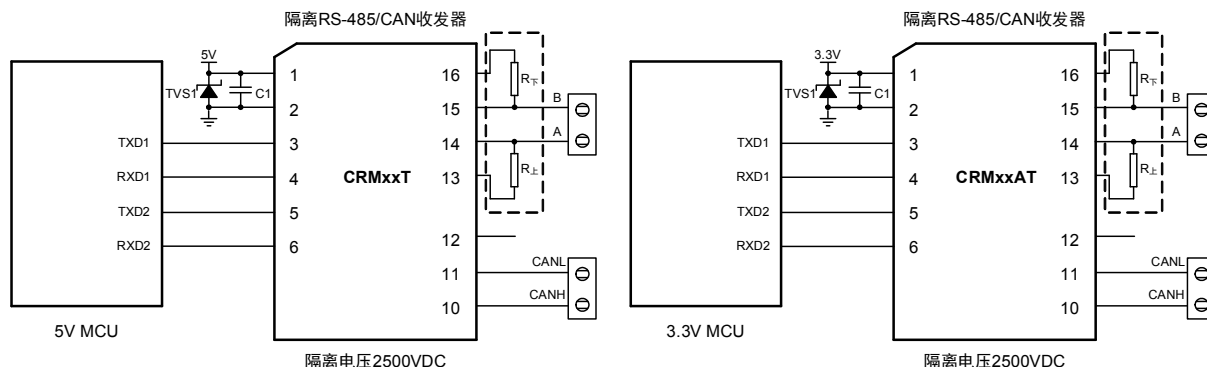 隔离RS-485/CAN收发器
5V
TVS1
C1
1
2
3
4
5
6
TXD1
RXD1
TXD2
RXD2
5V MCU
CRMxxT
16
15
14
13
12
11
10
R下
R上
B
A
CANL
CANH
隔离电压2500VDC
隔离RS-485/CAN收发器
3.3V
TVS1
C1
1
2
3
4
5
6
TXD1
RXD1
TXD2
RXD2
3.3V MCU
CRMxxAT
16
15
14
13
12
11
10
R下
R上
B
A
CANL
CANH
隔离电压2500VDC